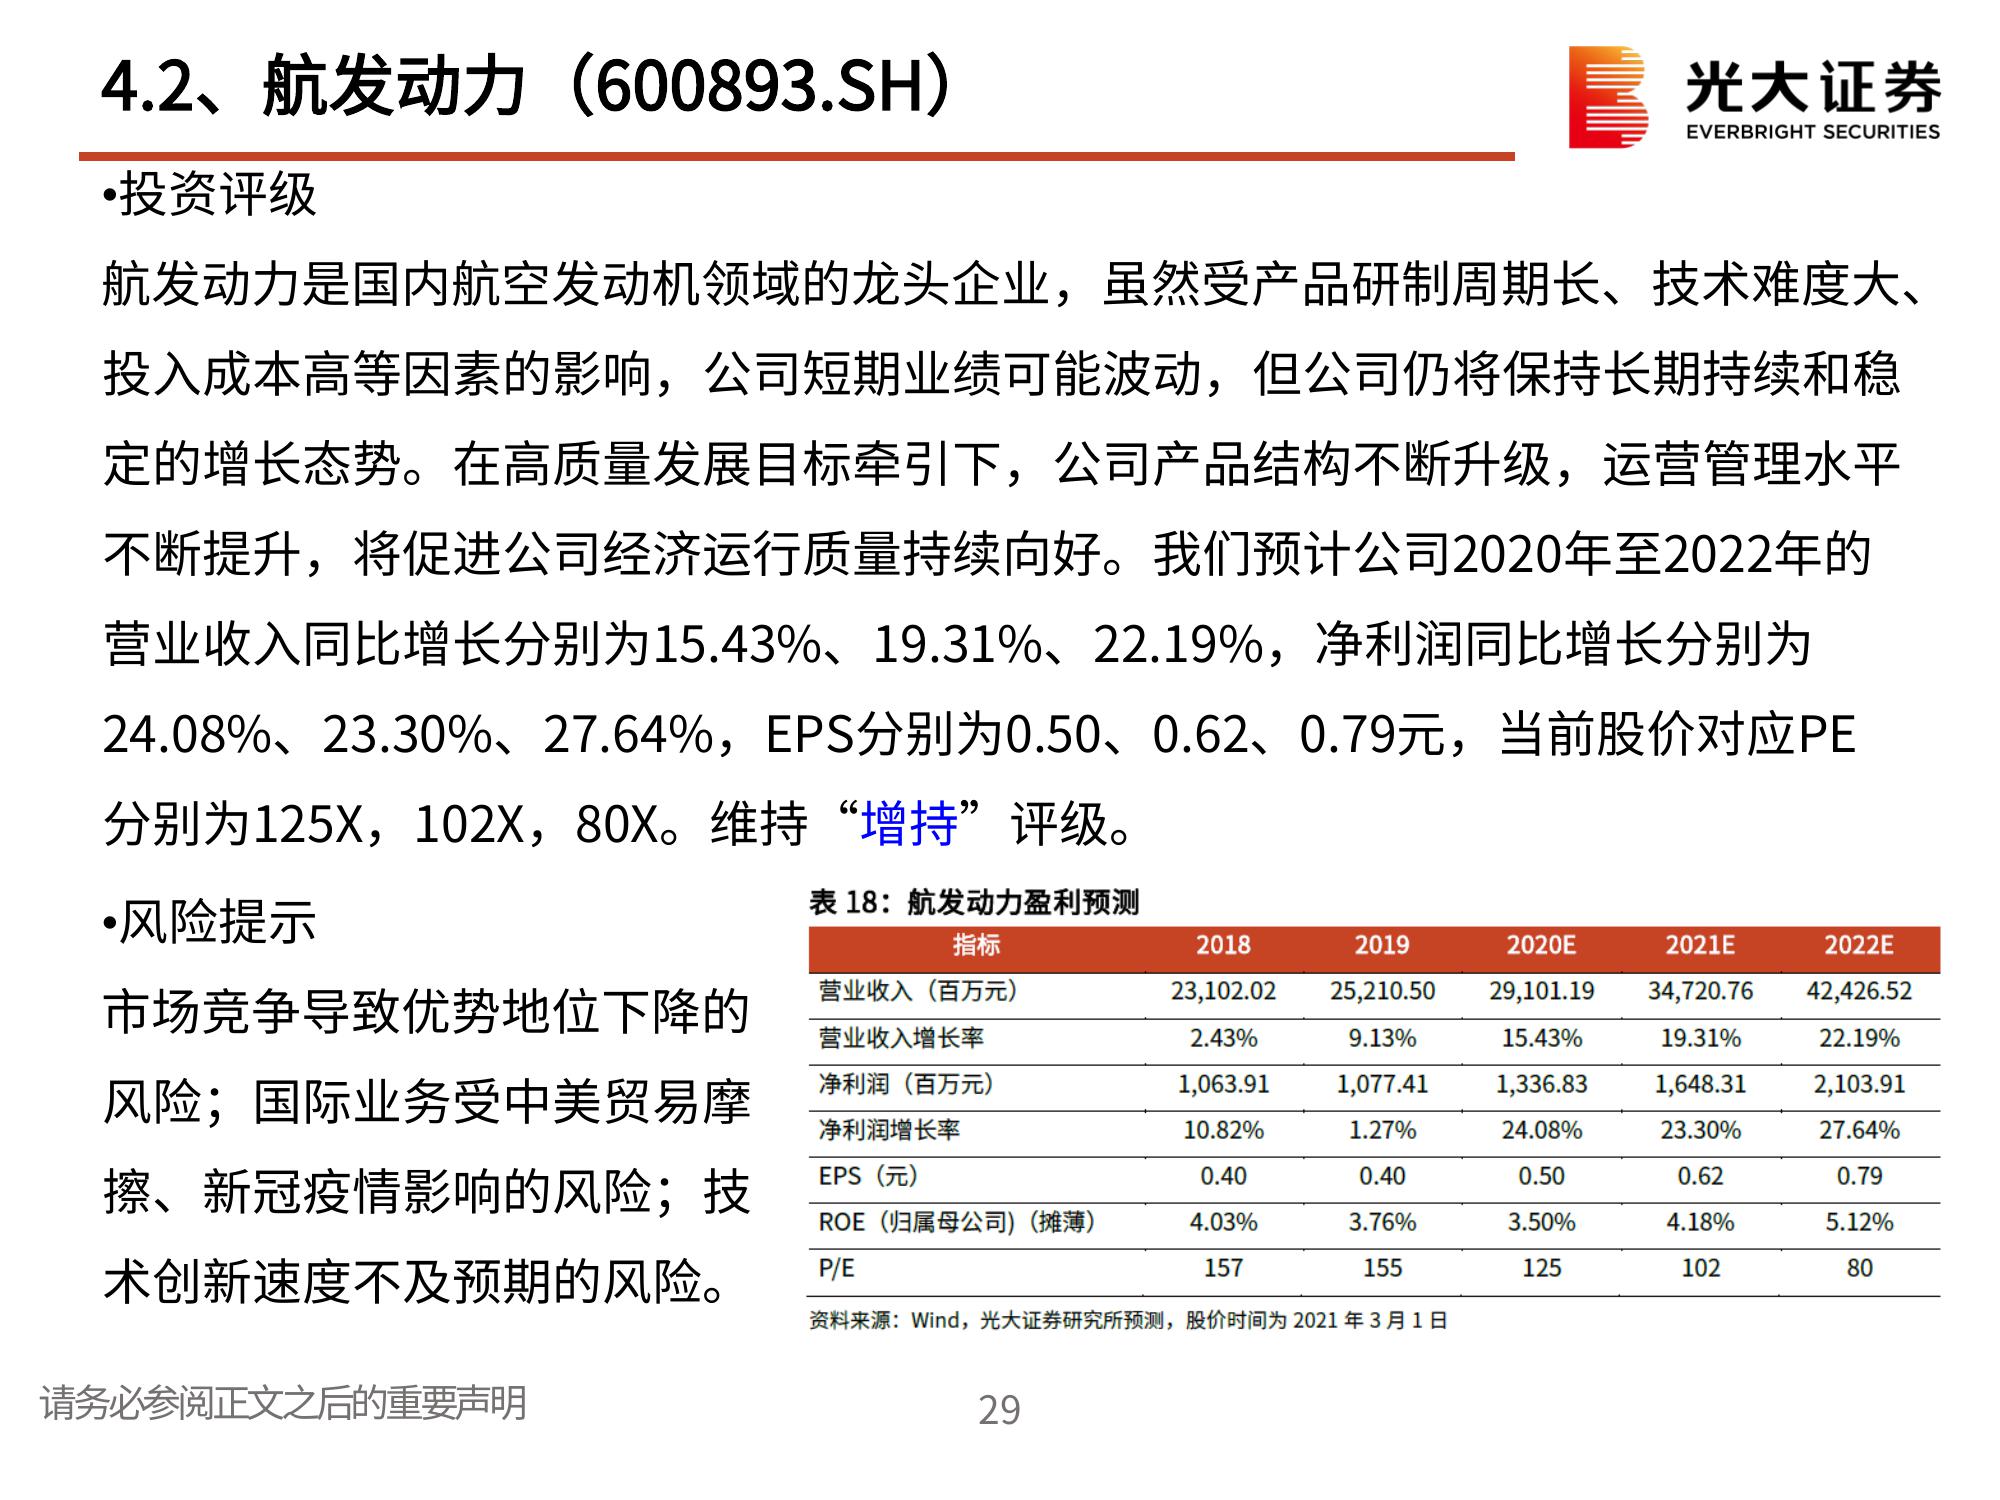 4.2、航发动力（600893.SH）
光大证券
EVERBRIGHT SECURITIES
•投资评级
航发动力是国内航空发动机领域的龙头企业，虽然受产品研制周期长、技术难度大、
投入成本高等因素的影响，公司短期业绩可能波动，但公司仍将保持长期持续和稳
定的增长态势。在高质量发展目标牵引下，公司产品结构不断升级，运营管理水平
不断提升，将促进公司经济运行质量持续向好。我们预计公司2020年至2022年的
营业收入同比增长分别为15.43%、19.31%、22.19%，净利润同比增长分别为
24.08%、23.30%、27.64%，EPS分别为0.50、0.62、0.79元，当前股价对应PE
分别为125X，102X，80X。维持“增持”评级。
•风险提示
市场竞争导致优势地位下降的
风险；国际业务受中美贸易摩
擦、新冠疫情影响的风险；技
术创新速度不及预期的风险。
表 18：航发动力盈利预测
指标 2018 2019 2020E 2021E 2022E
营业收入（百万元） 23,102.02 25,210.50 29,101.19 34,720.76 42,426.52
营业收入增长率 2.43% 9.13% 15.43% 19.31% 22.19%
净利润（百万元） 1,063.91 1,077.41 1,336.83 1,648.31 2,103.91
净利润增长率 10.82% 1.27% 24.08% 23.30% 27.64%
EPS（元） 0.40 0.40 0.50 0.62 0.79
ROE（归属母公司)（摊薄） 4.03% 3.76% 3.50% 4.18% 5.12%
P/E 157 155 125 102 80
资料来源：Wind，光大证券研究所预测，股价时间为 2021 年 3 月 1 日
请务必参阅正文之后的重要声明
29